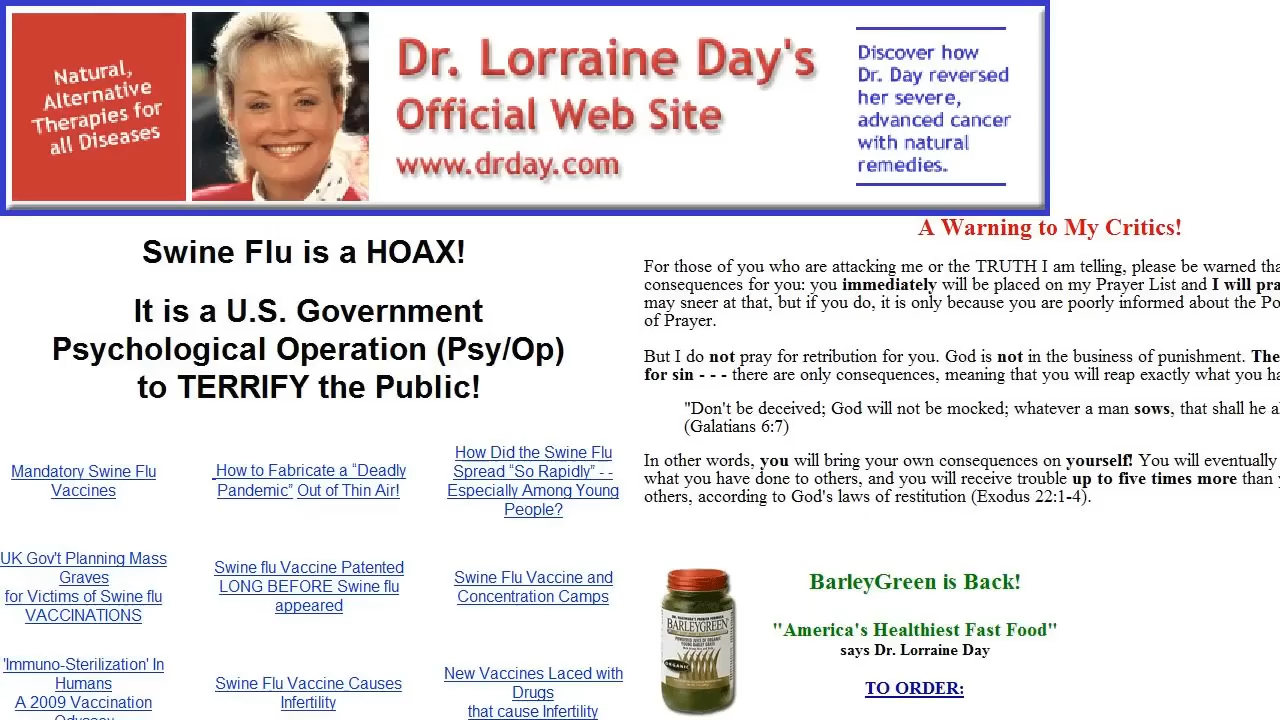 Natural,
Alternative
Therapies for
all Diseases
Dr. Lorraine Day's
Official Web Site
www.drday.com
Discover how
Dr. Day reversed
her severe,
advanced cancer
with natural
remedies.
Swine Flu is a HOAX!
It is a U.S. Government
Psychological Operation (Psy/Op)
to TERRIFY the Public!
Mandatory Swine Flu
Vaccines
How to Fabricate a “Deadly
Pandemic” Out of Thin Air!
How Did the Swine Flu
Spread “So Rapidly” - -
Especially Among Young
People?
UK Gov't Planning Mass
Graves
for Victims of Swine flu
VACCINATIONS
Swine flu Vaccine Patented
LONG BEFORE Swine flu
appeared
Swine Flu Vaccine and
Concentration Camps
'Immuno-Sterilization' In
Humans
A 2009 Vaccination
Odyssey
Swine Flu Vaccine Causes
Infertility
New Vaccines Laced with
Drugs
that cause Infertility
A Warning to My Critics!
For those of you who are attacking me or the TRUTH I am telling, please be warned tha
consequences for you: you immediately will be placed on my Prayer List and I will pra
may sneer at that, but if you do, it is only because you are poorly informed about the Po
of Prayer.
But I do not pray for retribution for you. God is not in the business of punishment. The
for sin - - - there are only consequences, meaning that you will reap exactly what you ha
"Don't be deceived; God will not be mocked; whatever a man sows, that shall he al
(Galatians 6:7)
In other words, you will bring your own consequences on yourself! You will eventually
what you have done to others, and you will receive trouble up to five times more than y
others, according to God's laws of restitution (Exodus 22:1-4).
BARLEYGREEN
ORGANIC
BarleyGreen is Back!
"America's Healthiest Fast Food"
says Dr. Lorraine Day
TO ORDER: